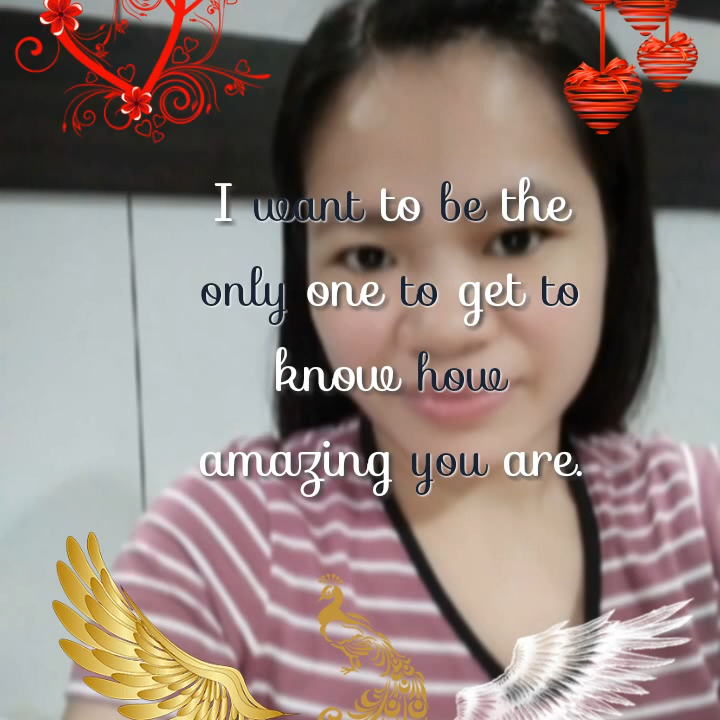 I want to be the
only one to get to
know how
amazing you are.